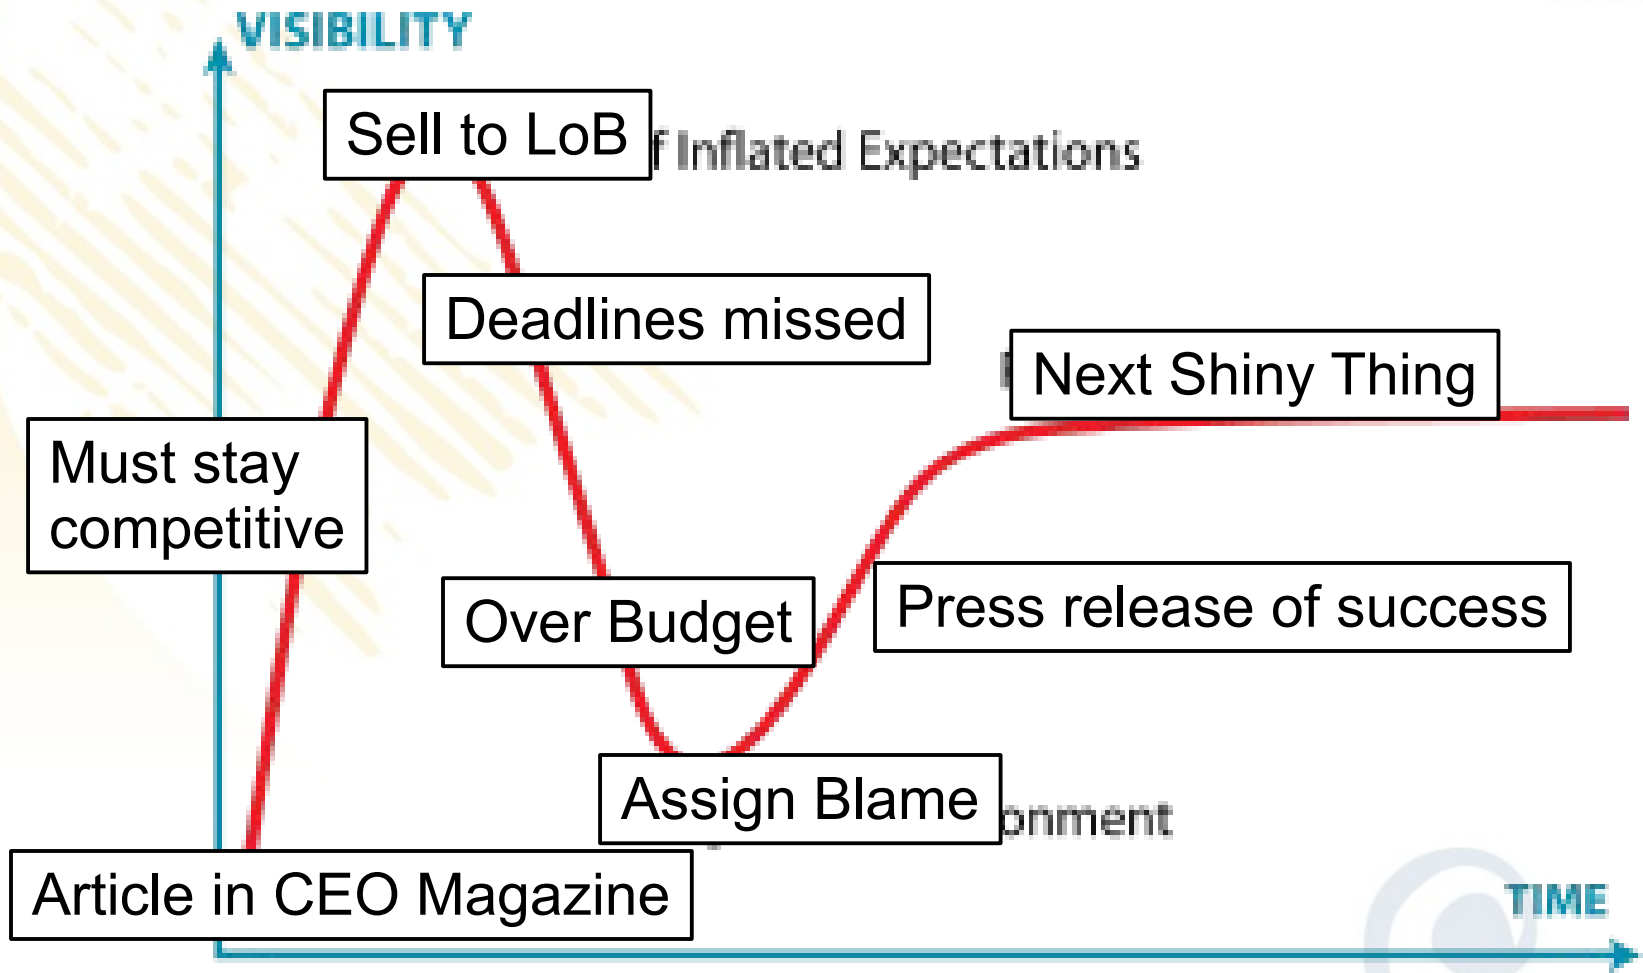 VISIBILITY
Sell to LoB
f Inflated Expectations
Deadlines missed
Next Shiny Thing
Must stay
competitive
Over Budget
Press release of success
Assign Blame
onment
Article in CEO Magazine
TIME